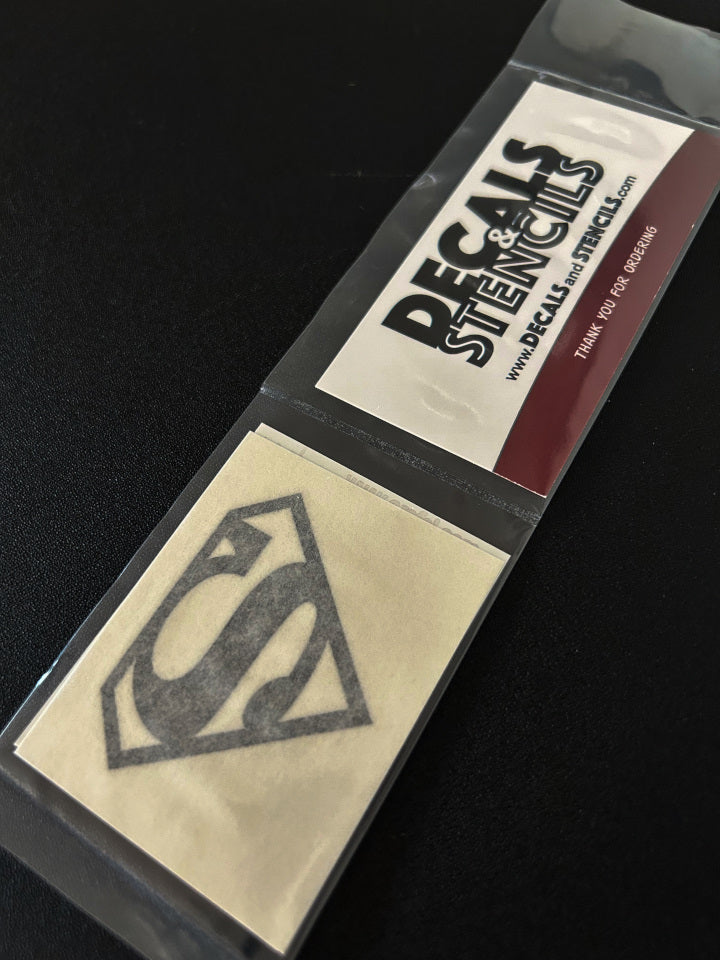 DECALS
&
STENCILS
www.DECALS and STENCILS.com
THANK YOU FOR ORDERING
S